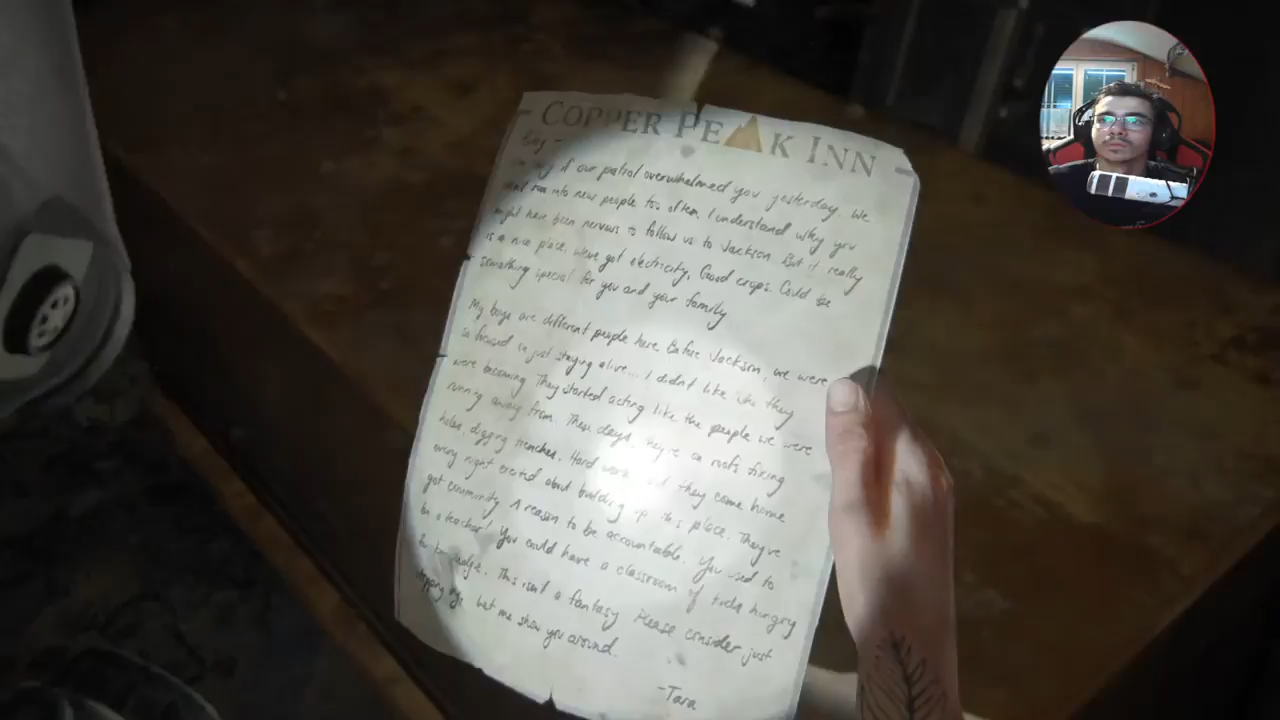 COPPER PEAK INN
if our patrol overwhelmed you yesterday. We
run into new people too often. I understand why you
might have been nervous to follow us to Jackson. But it really
is a nice place. We've got electricity. Good crops. Could be
something special for you and your family
My boys are different people here. Before Jackson, we were
so focused on just staying alive... I didn't like who they
were becoming. They started acting like the people we were
running away from. These days, they're on roofs fixing
holes, digging trenches. Hard work, but they come home
every night excited about building up this place. They've
got community. A reason to be accountable. You used to
be a teacher! You could have a classroom of kids hungry
for knowledge. This isn't a fantasy. Please consider just
stopping by. Let me show you around.
-Tara